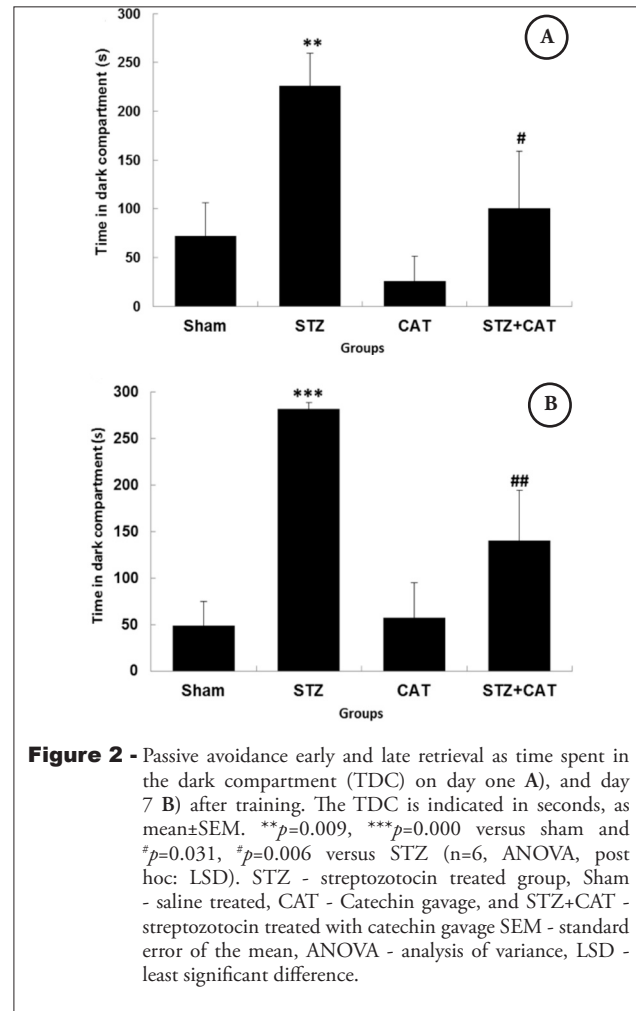 A
Time in dark compartment (s)
300
**
250
200
150
#
100
50
0
Sham STZ CAT STZ+CAT
Groups
B
Time in dark compartment (s)
300
***
250
200
##
150
100
50
0
Sham STZ CAT STZ+CAT
Groups
Figure 2 - Passive avoidance early and late retrieval as time spent in
the dark compartment (TDC) on day one A), and day
7 B) after training. The TDC is indicated in seconds, as
mean±SEM. **p=0.009, ***p=0.000 versus sham and
#p=0.031, #p=0.006 versus STZ (n=6, ANOVA, post
hoc: LSD). STZ - streptozotocin treated group, Sham
- saline treated, CAT - Catechin gavage, and STZ+CAT -
streptozotocin treated with catechin gavage SEM - standard
error of the mean, ANOVA - analysis of variance, LSD -
least significant difference.